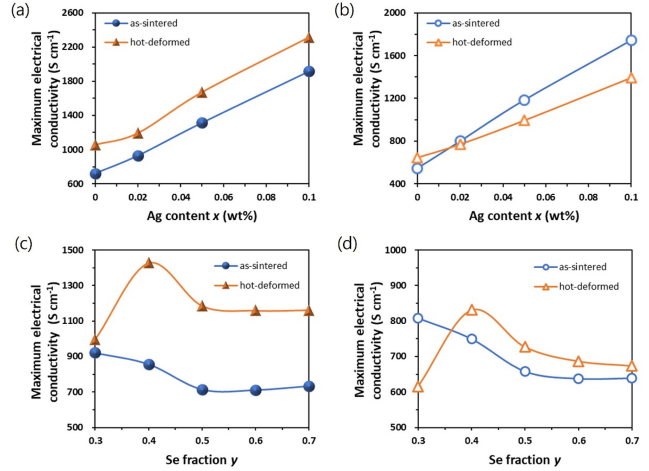 (a)
Maximum electrical
conductivity (S cm⁻¹)
2600
2200
1800
1400
1000
600
as-sintered
hot-deformed
0
0.02
0.04
0.06
0.08
0.1
Ag content x (wt%)
(b)
Maximum electrical
conductivity (S cm⁻¹)
2000
1600
1200
800
400
as-sintered
hot-deformed
0
0.02
0.04
0.06
0.08
0.1
Ag content x (wt%)
(c)
Maximum electrical
conductivity (S cm⁻¹)
1500
1300
1100
900
700
500
as-sintered
hot-deformed
0.3
0.4
0.5
0.6
0.7
Se fraction y
(d)
Maximum electrical
conductivity (S cm⁻¹)
1000
900
800
700
600
500
as-sintered
hot-deformed
0.3
0.4
0.5
0.6
0.7
Se fraction y